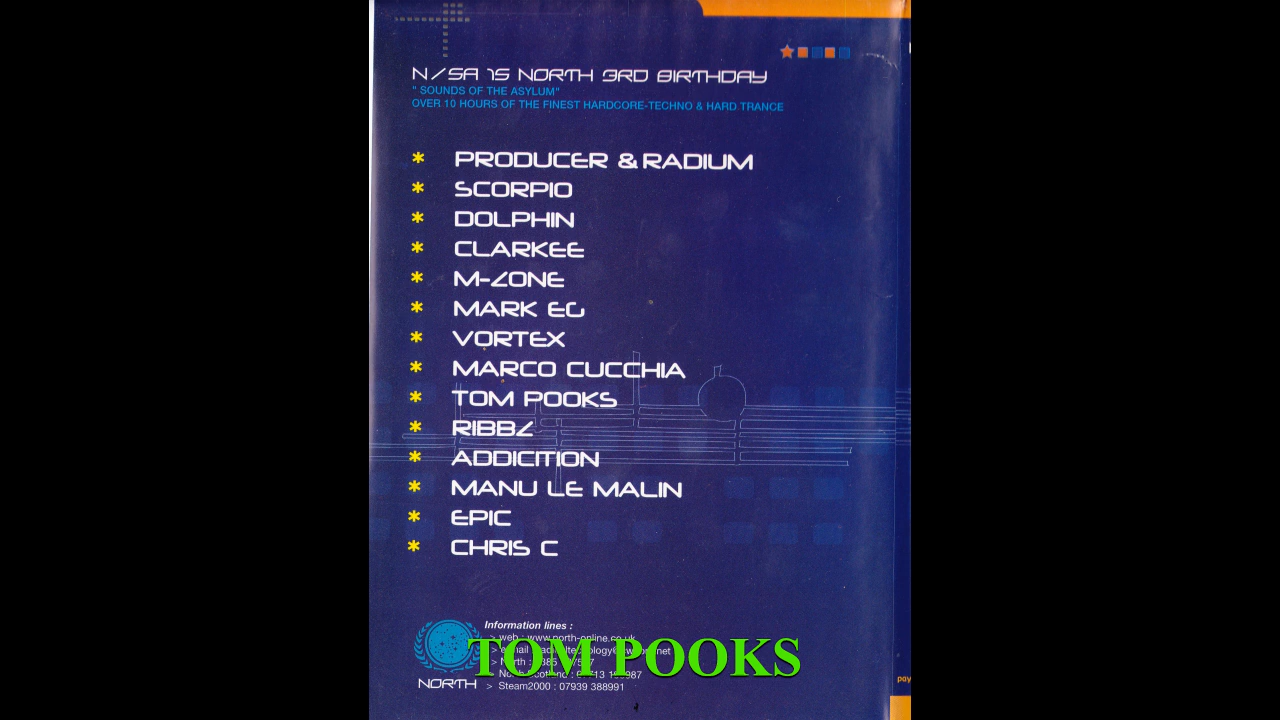 N/SA 15 NORTH 3RD BIRTHDAY
" SOUNDS OF THE ASYLUM"
OVER 10 HOURS OF THE FINEST HARDCORE-TECHNO & HARD TRANCE
* PRODUCER & RADIUM
* SCORPIO
* DOLPHIN
* CLARKEE
* M-ZONE
* MARK EG
* VORTEX
* MARCO CUCCHIA
* TOM POOKS
* RIBBZ
* ADDICITION
* MANU LE MALIN
* EPIC
* CHRIS C
Information lines :
> web : www.north-online.co.uk
> North :
> Steam2000 : 07939 388991
NORTH
TOM POOKS
pay